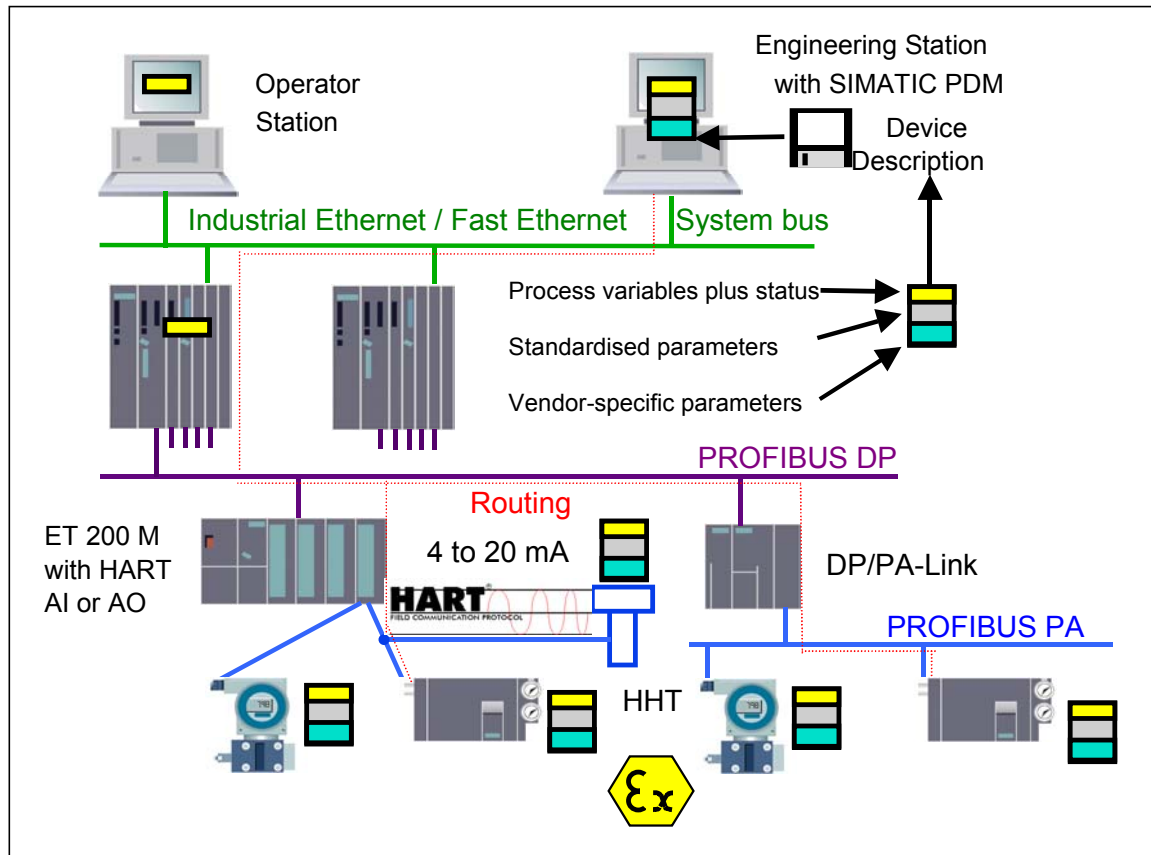 Operator
Station
Engineering Station
with SIMATIC PDM
Device
Description
Industrial Ethernet / Fast Ethernet
System bus
Process variables plus status
Standardised parameters
Vendor-specific parameters
PROFIBUS DP
Routing
ET 200 M
with HART
AI or AO
4 to 20 mA
DP/PA-Link
HART®
FIELD COMMUNICATION PROTOCOL
PROFIBUS PA
HHT
798
798
Ex